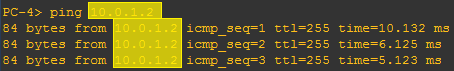 PC-4> ping 10.0.1.2
84 bytes from 10.0.1.2 icmp_seq=1 ttl=255 time=10.132 ms
84 bytes from 10.0.1.2 icmp_seq=2 ttl=255 time=6.125 ms
84 bytes from 10.0.1.2 icmp_seq=3 ttl=255 time=5.123 ms